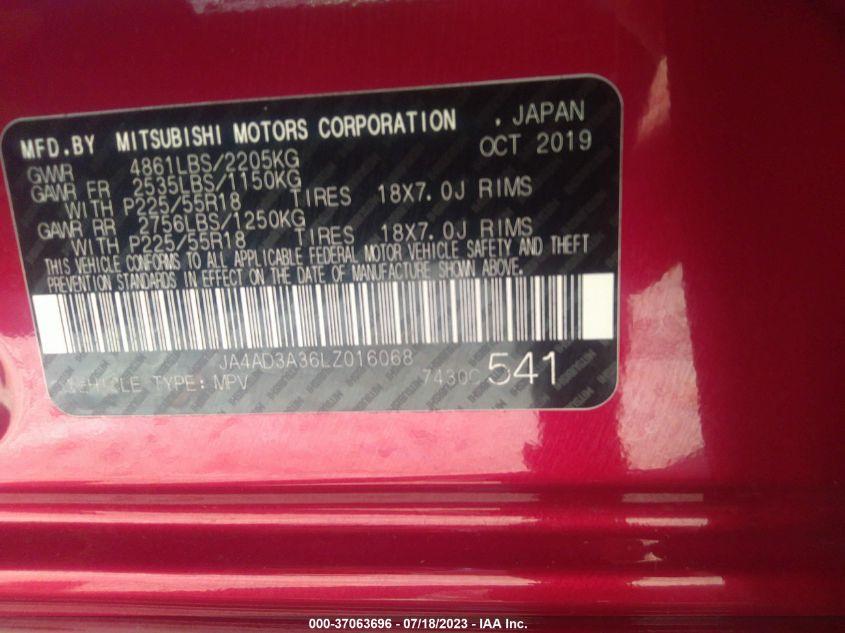 MFD.BY MITSUBISHI MOTORS CORPORATION . JAPAN
OCT 2019
GVWR 4861LBS/2205KG
GAWR FR 2535LBS/1150KG
WITH P225/55R18 TIRES 18X7.0J RIMS
GAWR RR 2756LBS/1250KG
WITH P225/55R18 TIRES 18X7.0J RIMS
THIS VEHICLE CONFORMS TO ALL APPLICABLE FEDERAL MOTOR VEHICLE SAFETY AND THEFT
PREVENTION STANDARDS IN EFFECT ON THE DATE OF MANUFACTURE SHOWN ABOVE.
JA4AD3A36LZ016068
VEHICLE TYPE: MPV 7430C541
000-37063696 - 07/18/2023 - IAA Inc.